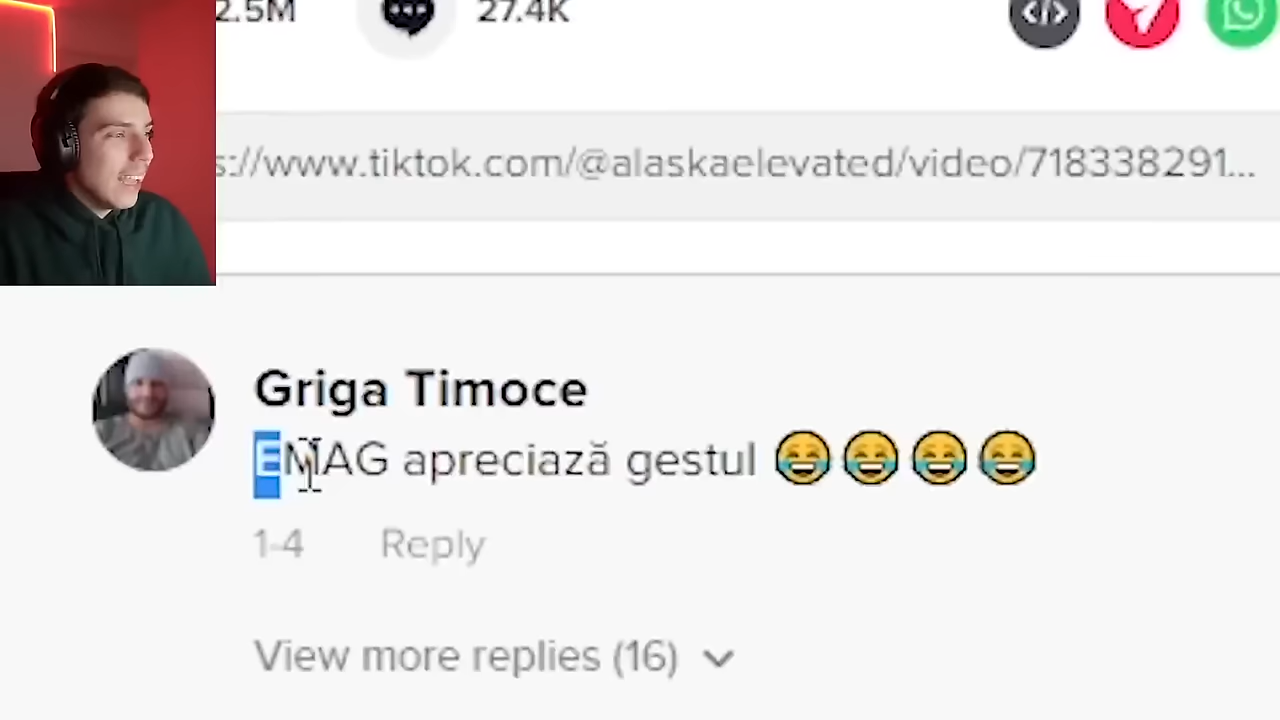 2.5M 27.4K
s://www.tiktok.com/@alaskaelevated/video/718338291...
Griga Timoce
EMAG apreciază gestul 😂😂😂😂
1-4 Reply
View more replies (16)